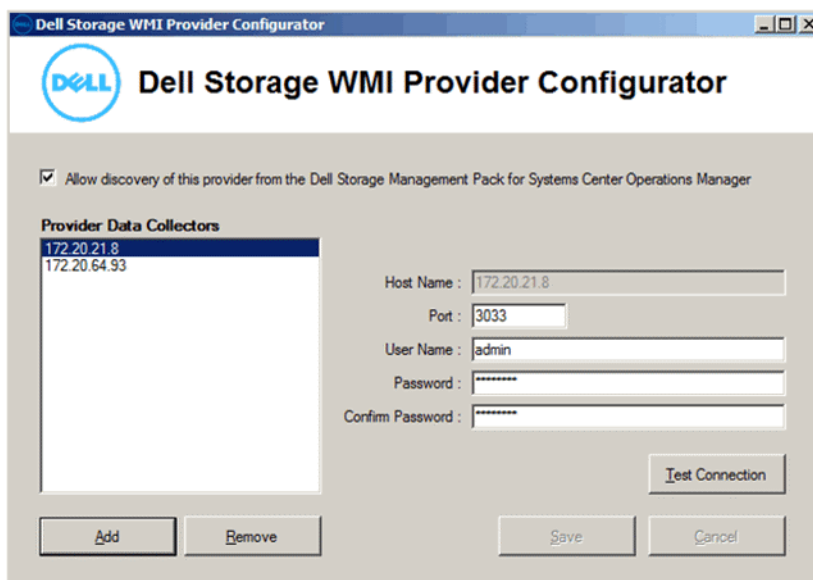 Dell Storage WMI Provider Configurator
DELL
Dell Storage WMI Provider Configurator
Allow discovery of this provider from the Dell Storage Management Pack for Systems Center Operations Manager
Provider Data Collectors
172.20.21.8
172.20.64.93
Host Name : 172.20.21.8
Port : 3033
User Name : admin
Password : ********
Confirm Password : ********
Test Connection
Add Remove Save Cancel